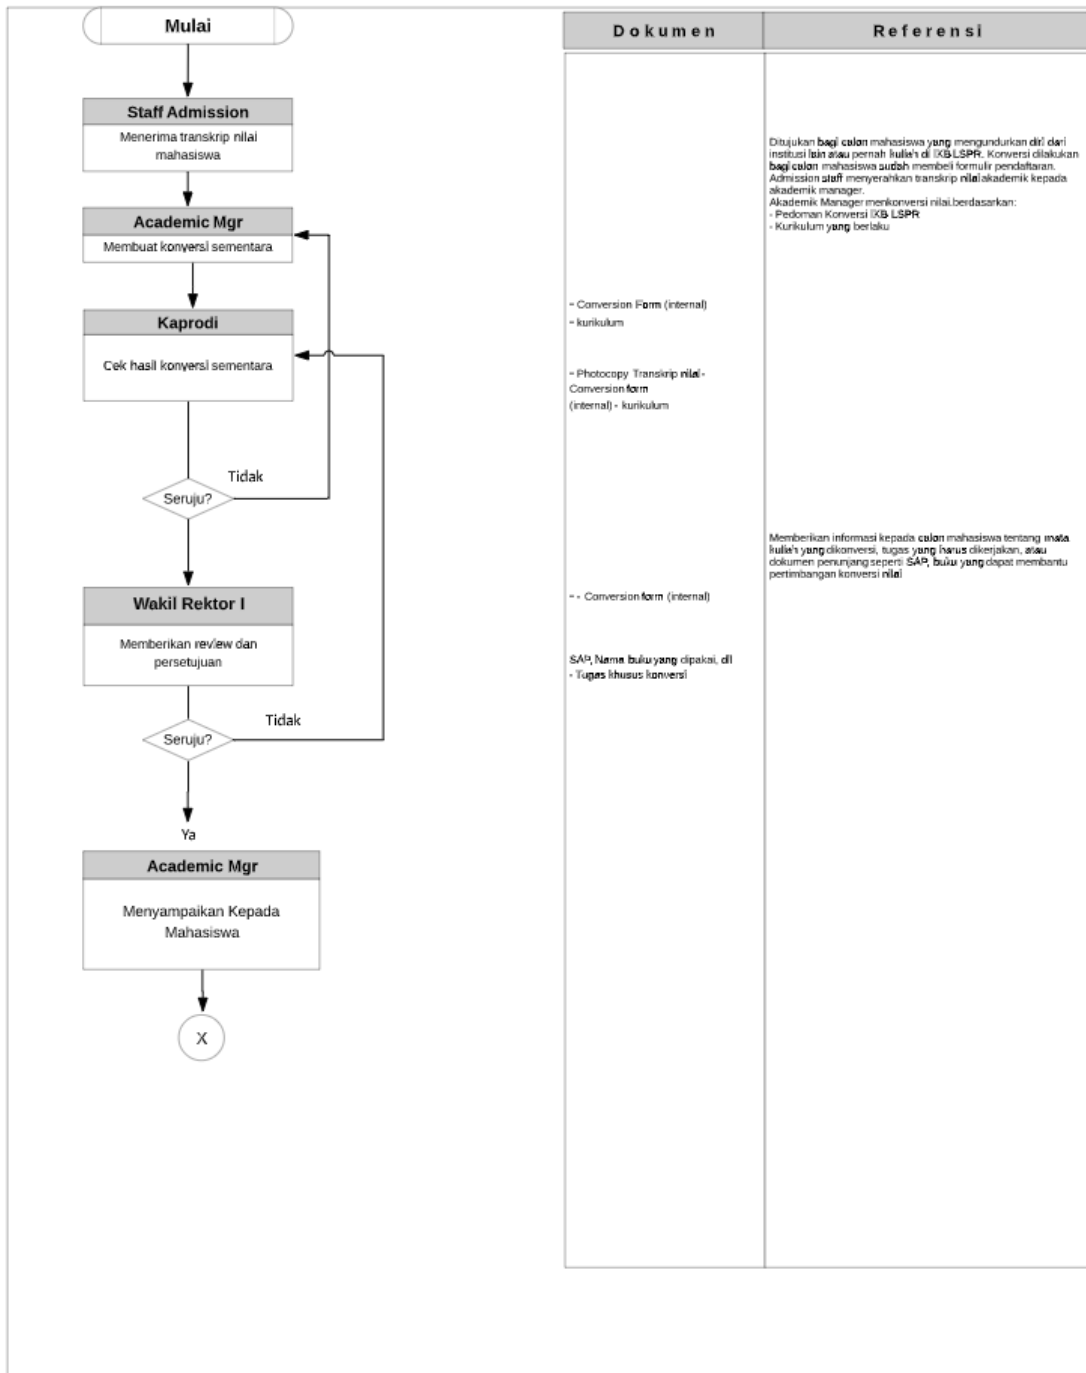 Mulai
Staff Admission
Menerima transkrip nilai
mahasiswa
Academic Mgr
Membuat konversi sementara
Kaprodi
Cek hasil konversi sementara
Tidak
Seruju?
Wakil Rektor I
Memberikan review dan
persetujuan
Tidak
Seruju?
Ya
Academic Mgr
Menyampaikan Kepada
Mahasiswa
X
Dokumen
- Conversion Form (internal)
- kurikulum
- Photocopy Transkrip nilai-
Conversion form
(internal) - kurikulum
- - Conversion form (internal)
SAP, Nama buku yang dipakai, dll
- Tugas khusus konversi
Referensi
Ditujukan bagi calon mahasiswa yang mengundurkan diri dari
institusi lain atau pernah kuliah di IKB LSPR. Konversi dilakukan
bagi calon mahasiswa sudah membeli formulir pendaftaran.
Admission staff menyerahkan transkrip nilai akademik kepada
akademik manager.
Akademik Manager menkonversi nilai.berdasarkan:
- Pedoman Konversi IKB LSPR
- Kurikulum yang berlaku
Memberikan informasi kepada calon mahasiswa tentang mata
kuliah yang dikonversi, tugas yang harus dikerjakan, atau
dokumen penunjang seperti SAP, buku yang dapat membantu
pertimbangan konversi nilai